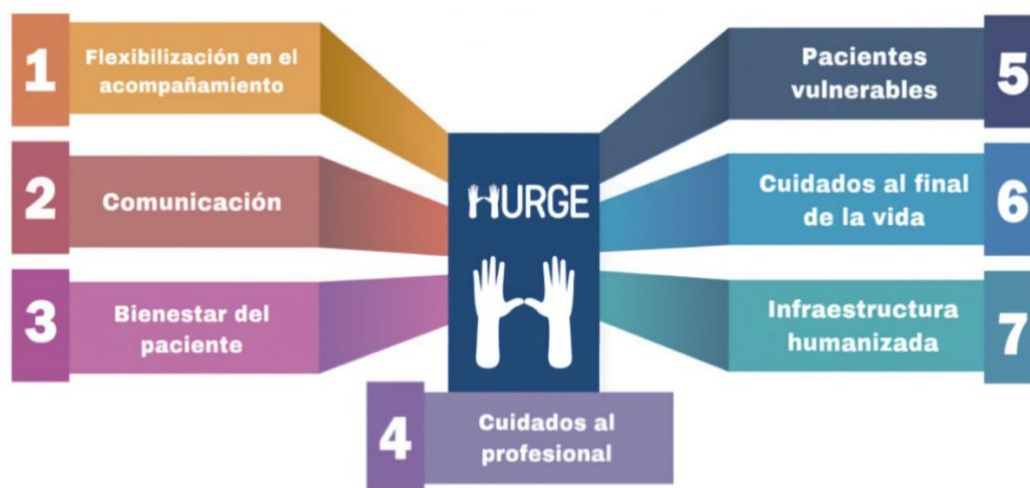 1
Flexibilización en el
acompañamiento
2
Comunicación
3
Bienestar del
paciente
4
Cuidados al
profesional
HURGE
5
Pacientes
vulnerables
6
Cuidados al final
de la vida
7
Infraestructura
humanizada